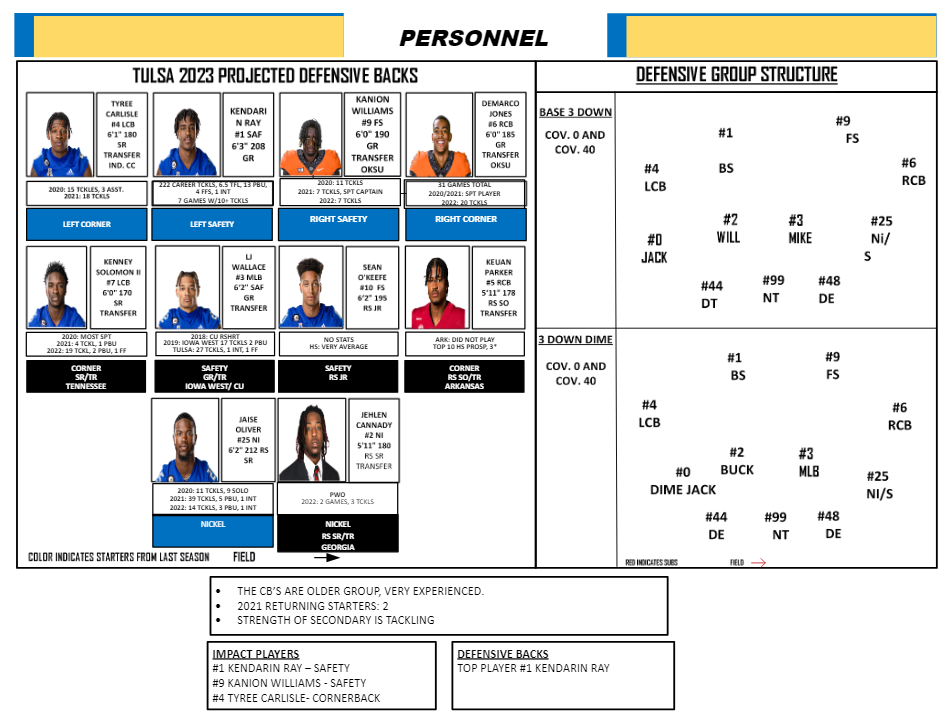 PERSONNEL
TULSA 2023 PROJECTED DEFENSIVE BACKS
TYREE
CARLISLE
#4 LCB
6'1" 180
SR
TRANSFER
IND. CC
2020: 15 TCKLES, 3 ASST.
2021: 18 TCKLS
LEFT CORNER
KENDARI
N RAY
#1 SAF
6'3" 208
GR
222 CAREER TCKLS, 6.5 TFL, 13 PBU,
4 FFS, 1 INT
7 GAMES W/10+ TCKLS
LEFT SAFETY
KANION
WILLIAMS
#9 FS
6'0" 190
GR
TRANSFER
OKSU
2020: 11 TCKLS
2021: 7 TCKLS, SPT CAPTAIN
2022: 7 TCKLS
RIGHT SAFETY
DEMARCO
JONES
#6 RCB
6'0" 185
GR
TRANSFER
OKSU
31 GAMES TOTAL
2020/2021: SPT PLAYER
2022: 20 TCKLS
RIGHT CORNER
KENNEY
SOLOMON II
#7 LCB
6'0" 170
SR
TRANSFER
2020: MOST SPT
2021: 4 TCKL, 1 PBU
2022: 19 TCKL, 2 PBU, 1 FF
CORNER
SR/TR
TENNESSEE
LJ
WALLACE
#3 MLB
6'2" SAF
GR
TRANSFER
2018: CU RSHRT
2019: IOWA WEST 17 TCKLS 2 PBU
TULSA: 27 TCKLS, 1 INT, 1 FF
SAFETY
GR/TR
IOWA WEST/ CU
SEAN
O'KEEFE
#10 FS
6'2" 195
RS JR
NO STATS
HS: VERY AVERAGE
SAFETY
RS JR
KEUAN
PARKER
#5 RCB
5'11" 178
RS SO
TRANSFER
ARK: DID NOT PLAY
TOP 10 HS PROSP, 3*
CORNER
RS SO/TR
ARKANSAS
JAISE
OLIVER
#25 NI
6'2" 212 RS
SR
2020: 11 TCKLS, 9 SOLO
2021: 39 TCKLS, 5 PBU, 1 INT
2022: 14 TCKLS, 3 PBU, 1 INT
NICKEL
JEHLEN
CANNADY
#2 NI
5'11" 180
RS SR
TRANSFER
PWO
2022: 2 GAMES, 3 TCKLS
NICKEL
RS SR/TR
GEORGIA
COLOR INDICATES STARTERS FROM LAST SEASON FIELD
DEFENSIVE GROUP STRUCTURE
BASE 3 DOWN
COV. 0 AND
COV. 40
#1
BS
#9
FS
#4
LCB
#6
RCB
#0
JACK
#2
WILL
#3
MIKE
#25
Ni/
S
#44
DT
#99
NT
#48
DE
3 DOWN DIME
COV. 0 AND
COV. 40
#1
BS
#9
FS
#4
LCB
#6
RCB
#0
DIME JACK
#2
BUCK
#3
MLB
#25
NI/S
#44
DE
#99
NT
#48
DE
RED INDICATES SUBS FIELD
• THE CB'S ARE OLDER GROUP, VERY EXPERIENCED.
• 2021 RETURNING STARTERS: 2
• STRENGTH OF SECONDARY IS TACKLING
IMPACT PLAYERS
#1 KENDARIN RAY – SAFETY
#9 KANION WILLIAMS - SAFETY
#4 TYREE CARLISLE- CORNERBACK
DEFENSIVE BACKS
TOP PLAYER #1 KENDARIN RAY